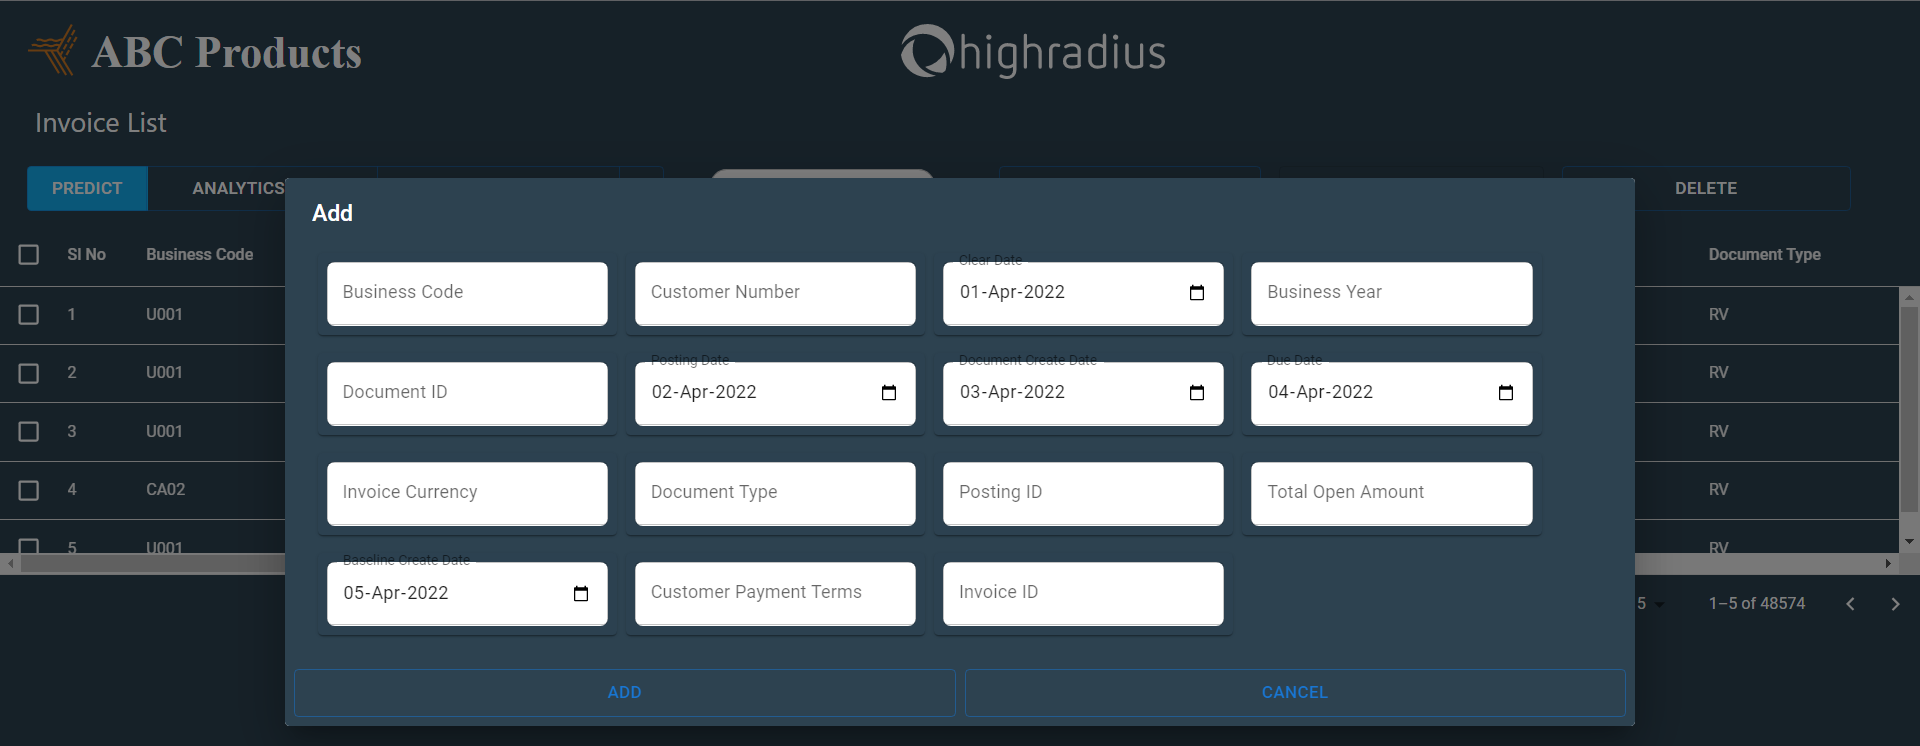 ABC Products
highradius
Invoice List
PREDICT
ANALYTICS
DELETE
Sl No
Business Code
Document Type
1
U001
RV
2
U001
RV
3
U001
RV
4
CA02
RV
5
U001
RV
Add
Business Code
Customer Number
Clear Date
01-Apr-2022
Business Year
Document ID
Posting Date
02-Apr-2022
Document Create Date
03-Apr-2022
Due Date
04-Apr-2022
Invoice Currency
Document Type
Posting ID
Total Open Amount
Baseline Create Date
05-Apr-2022
Customer Payment Terms
Invoice ID
ADD
CANCEL
5
1–5 of 48574